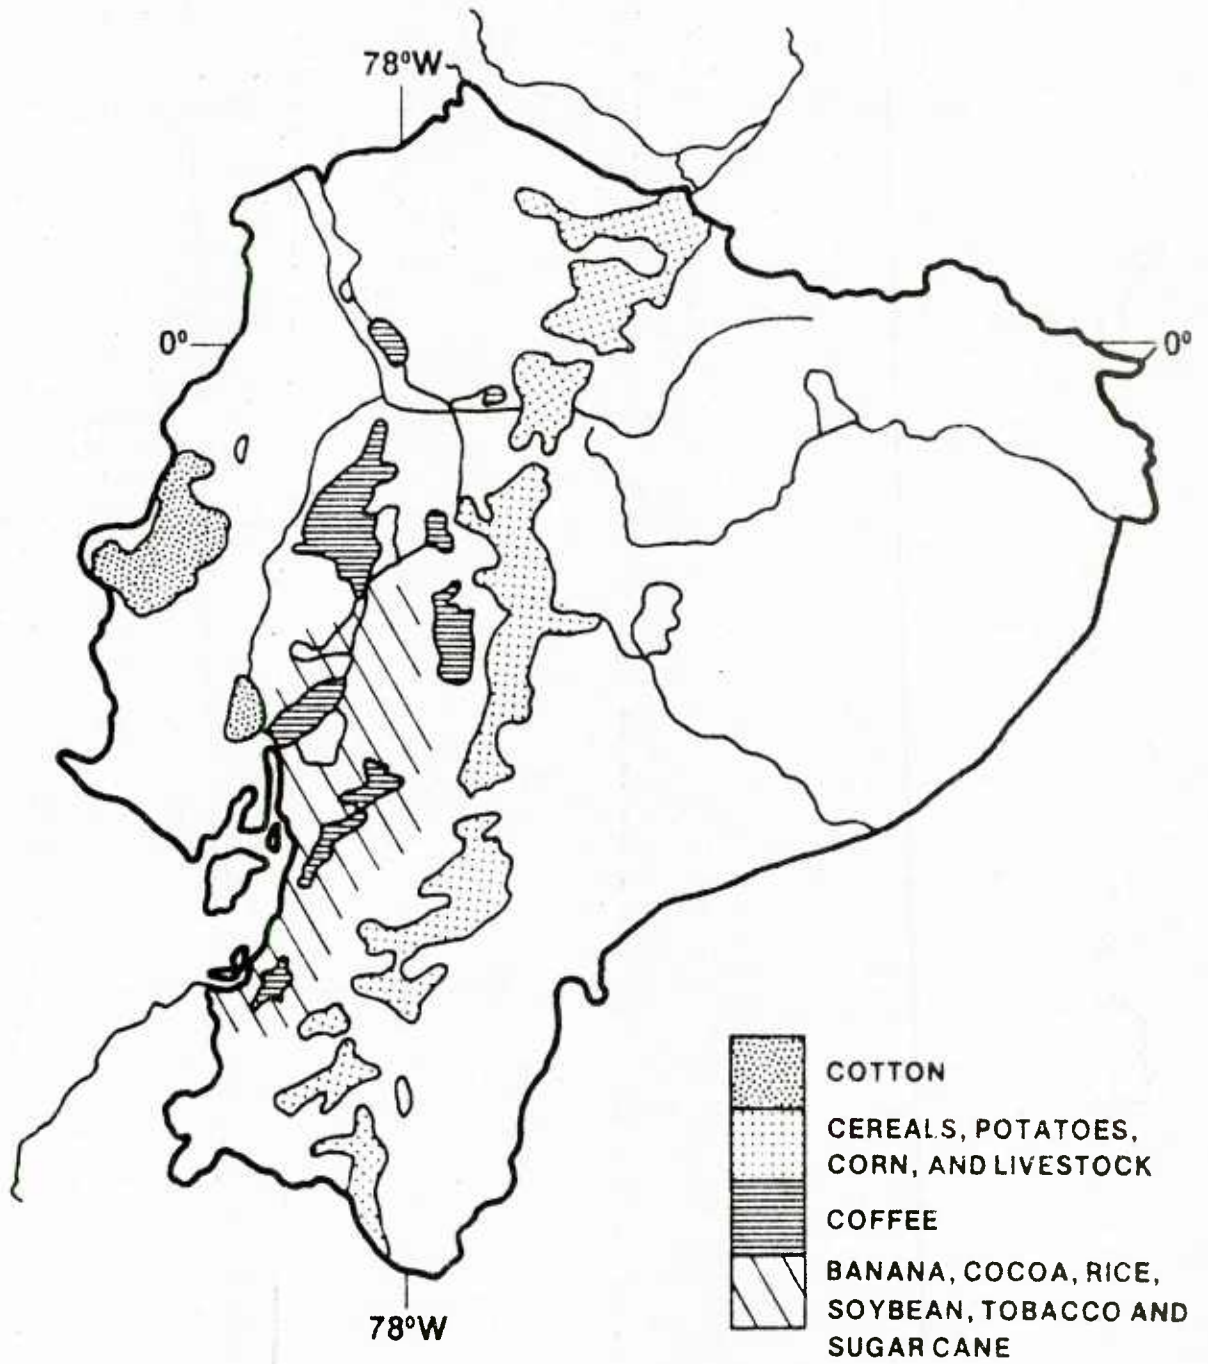 78°W
0°
0°
COTTON
CEREALS, POTATOES,
CORN, AND LIVESTOCK
COFFEE
BANANA, COCOA, RICE,
SOYBEAN, TOBACCO AND
SUGAR CANE
78°W